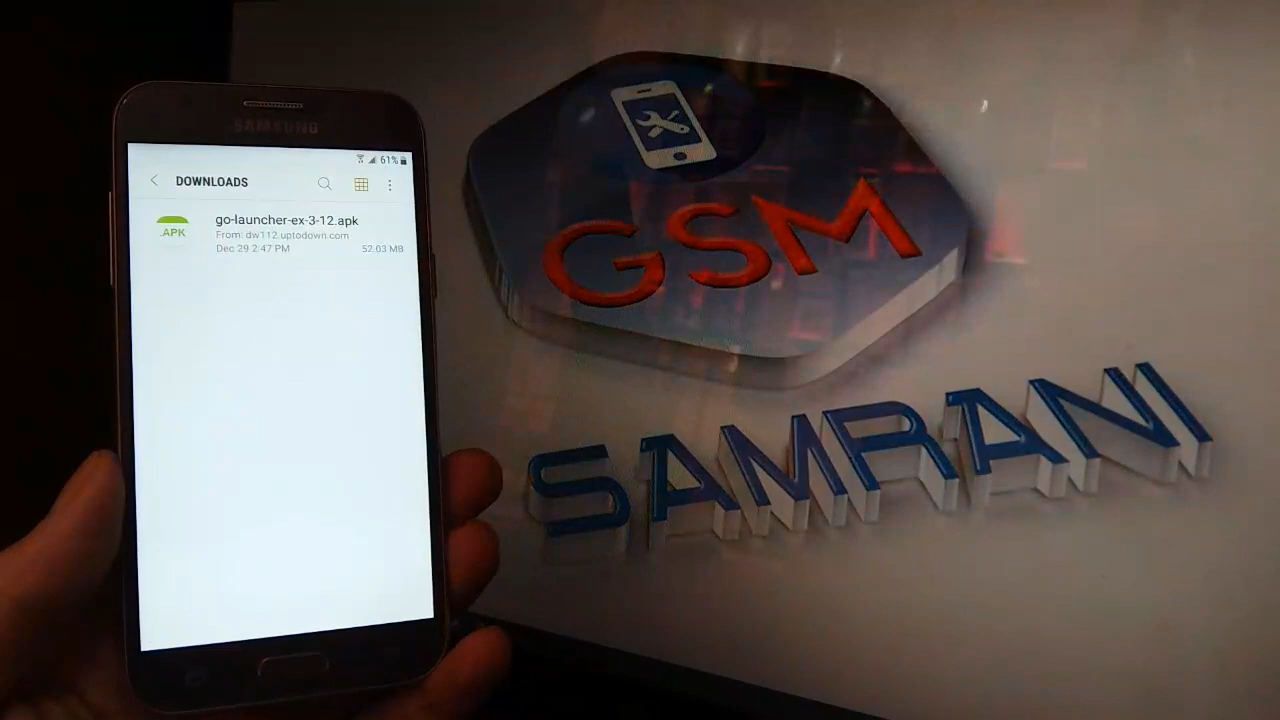 SAMSUNG
61%
DOWNLOADS
.APK
go-launcher-ex-3-12.apk
From: dw112.uptodown.com
Dec 29 2:47 PM
52.03 MB
GSM
SAMRANI